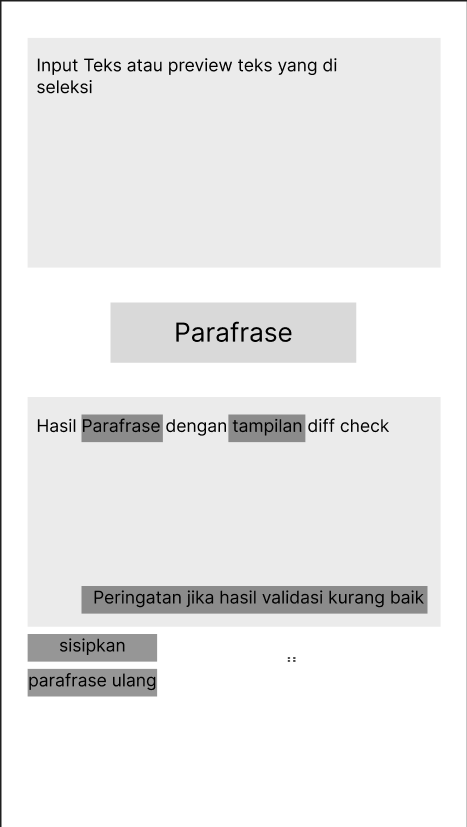 Input Teks atau preview teks yang di
seleksi
Parafrase
Hasil Parafrase dengan tampilan diff check
Peringatan jika hasil validasi kurang baik
sisipkan
parafrase ulang